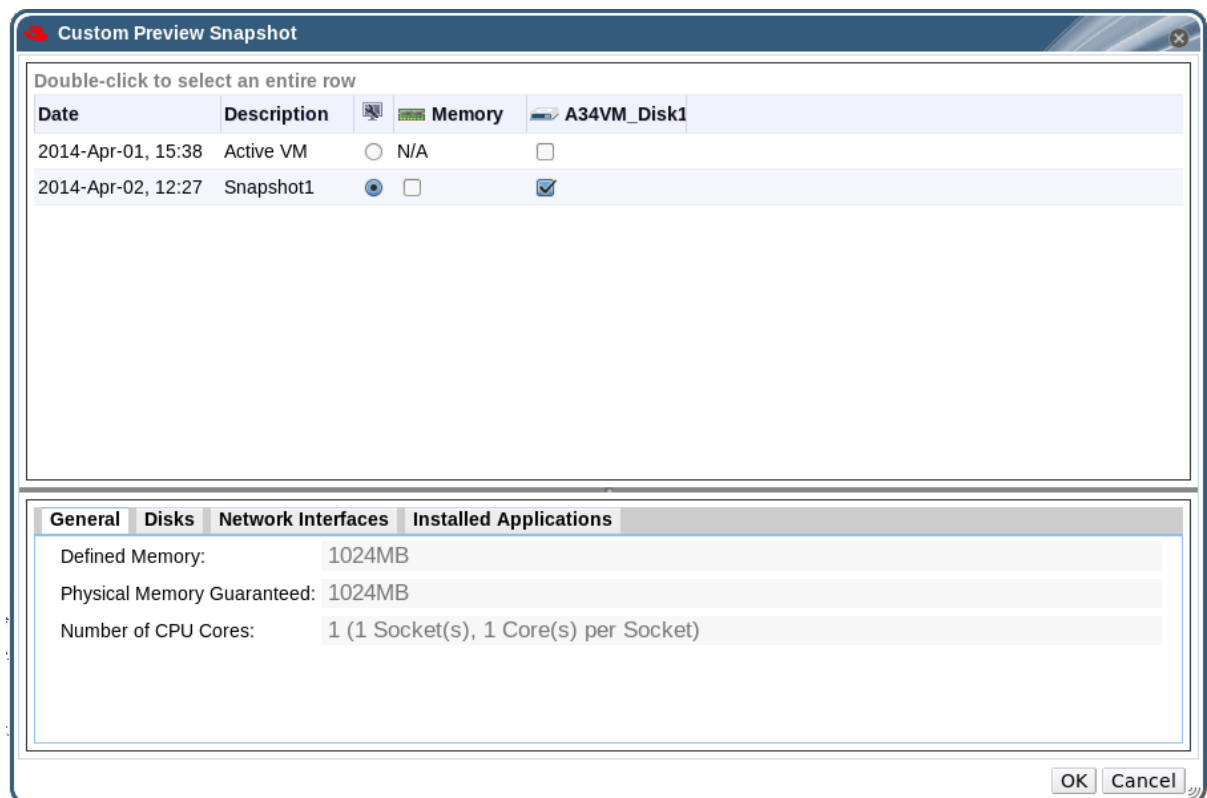 Custom Preview Snapshot
Double-click to select an entire row
Date Description Memory A34VM_Disk1
2014-Apr-01, 15:38 Active VM N/A
2014-Apr-02, 12:27 Snapshot1
General Disks Network Interfaces Installed Applications
Defined Memory: 1024MB
Physical Memory Guaranteed: 1024MB
Number of CPU Cores: 1 (1 Socket(s), 1 Core(s) per Socket)
OK Cancel